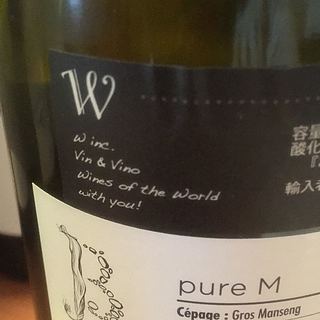 W
W inc.
Vin & Vino
Wines of the World
with you!
容量
酸化
輸入者
pure M
Cépage : Gros Manseng